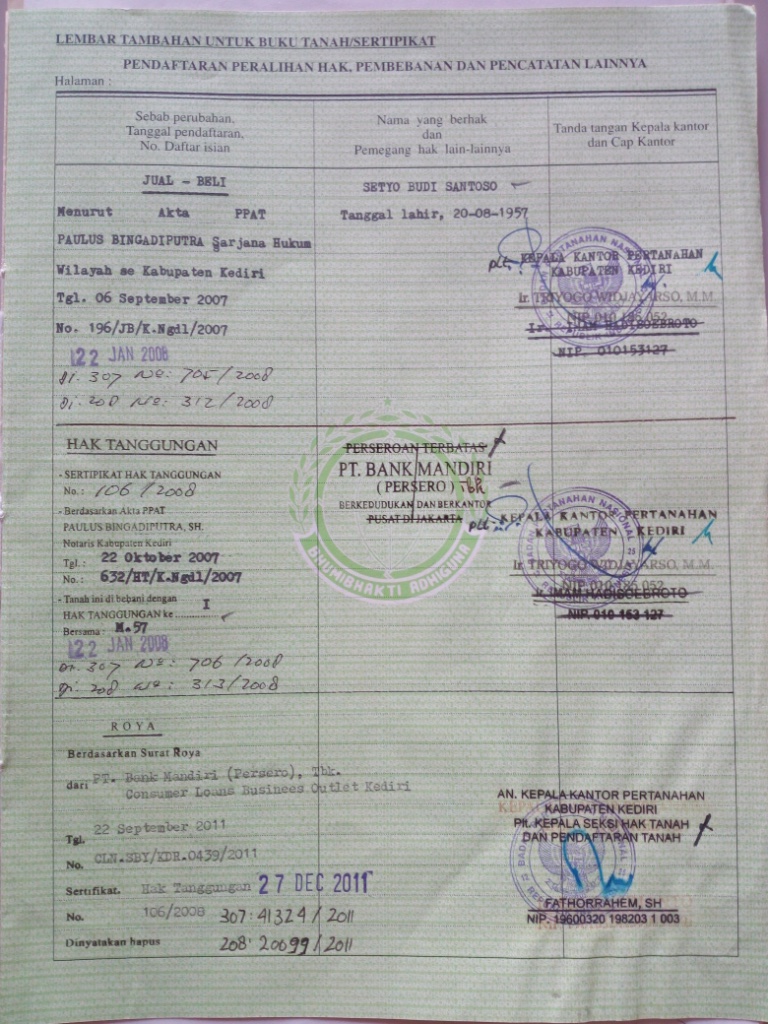 LEMBAR TAMBAHAN UNTUK BUKU TANAH/SERTIPIKAT
PENDAFTARAN PERALIHAN HAK, PEMBEBANAN DAN PENCATATAN LAINNYA
Halaman :
Sebab perubahan,
Tanggal pendaftaran,
No. Daftar isian
Nama yang berhak
dan
Pemegang hak lain-lainnya
Tanda tangan Kepala kantor
dan Cap Kantor
JUAL - BELI
Menurut Akta PPAT
PAULUS BINGADIPUTRA Sarjana Hukum
Wilayah se Kabupaten Kediri
Tgl. 06 September 2007
No. 196/JB/K.Ngdl/2007
22 JAN 2008
Di. 307 No: 705/2008
Di. 208 No: 312/2008
SETYO BUDI SANTOSO
Tanggal lahir, 20-08-1957
plt. KEPALA KANTOR PERTANAHAN
KABUPATEN KEDIRI
Ir. TRIYOGO WIDJAYARSO, M.M.
NIP. 010 186 052
Ir. IMAM HADISOEBROTO
NIP. 010153127
HAK TANGGUNGAN
- SERTIPIKAT HAK TANGGUNGAN
No. : 106/2008
- Berdasarkan Akta PPAT
PAULUS BINGADIPUTRA, SH.
Notaris Kabupaten Kediri
Tgl. : 22 Oktober 2007
No. : 632/HT/K.Ngdl/2007
- Tanah ini di bebani dengan
HAK TANGGUNGAN ke I
Bersama : M.57
22 JAN 2008
Di. 307 No: 706/2008
Di. 208 No: 313/2008
PERSEROAN TERBATAS
PT. BANK MANDIRI
(PERSERO) Tbk
BERKEDUDUKAN DAN BERKANTOR
PUSAT DI JAKARTA
plt. KEPALA KANTOR PERTANAHAN
KABUPATEN KEDIRI
Ir. TRIYOGO WIDJAYARSO, M.M.
NIP. 010 186 052
Ir. IMAM HADISOEBROTO
NIP. 010 153 127
BHUMIBHAKTI ADHIGUNA
ROYA
Berdasarkan Surat Roya
dari PT. Bank Mandiri (Persero), Tbk.
Consumer Loans Businees Outlet Kediri
Tgl. 22 September 2011
No. CLN.SBY/KDR.0439/2011
Sertifikat. Hak Tanggungan 27 DEC 2011
No. 106/2008 307: 41324/2011
Dinyatakan hapus 208: 20699/2011
AN. KEPALA KANTOR PERTANAHAN
KABUPATEN KEDIRI
Plt. KEPALA SEKSI HAK TANAH
DAN PENDAFTARAN TANAH
FATHORRAHEM, SH
NIP. 19600320 198203 1 003